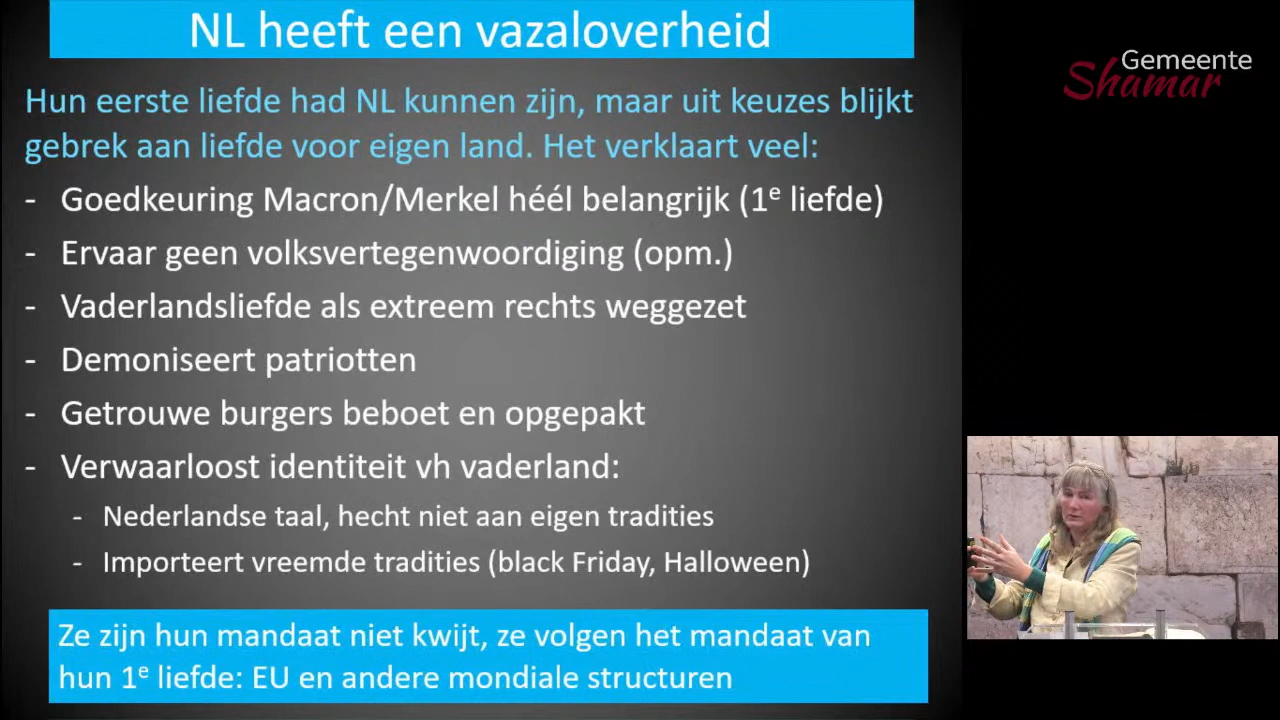 NL heeft een vazaloverheid
Gemeente
Shamar
Hun eerste liefde had NL kunnen zijn, maar uit keuzes blijkt
gebrek aan liefde voor eigen land. Het verklaart veel:
- Goedkeuring Macron/Merkel héél belangrijk (1e liefde)
- Ervaar geen volksvertegenwoordiging (opm.)
- Vaderlandsliefde als extreem rechts weggezet
- Demoniseert patriotten
- Getrouwe burgers beboet en opgepakt
- Verwaarloost identiteit vh vaderland:
- Nederlandse taal, hecht niet aan eigen tradities
- Importeert vreemde tradities (black Friday, Halloween)
Ze zijn hun mandaat niet kwijt, ze volgen het mandaat van
hun 1e liefde: EU en andere mondiale structuren